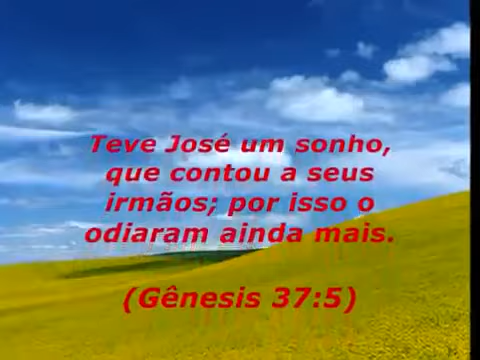 Teve José um sonho,
que contou a seus
irmãos; por isso o
odiaram ainda mais.
(Gênesis 37:5)